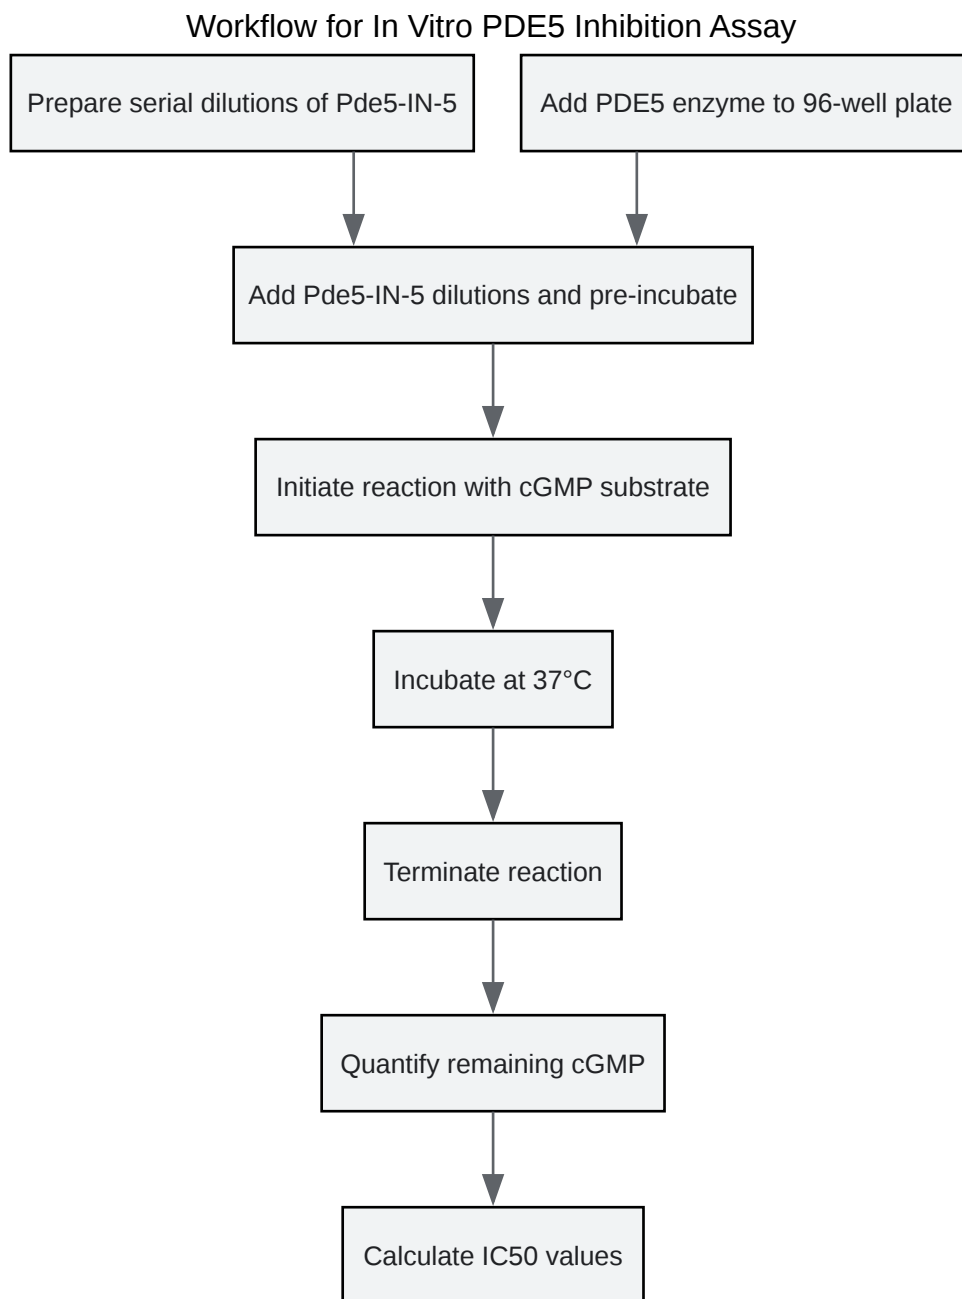 Workflow for In Vitro PDE5 Inhibition Assay
Prepare serial dilutions of Pde5-IN-5
Add PDE5 enzyme to 96-well plate
Add Pde5-IN-5 dilutions and pre-incubate
Initiate reaction with cGMP substrate
Incubate at 37°C
Terminate reaction
Quantify remaining cGMP
Calculate IC50 values